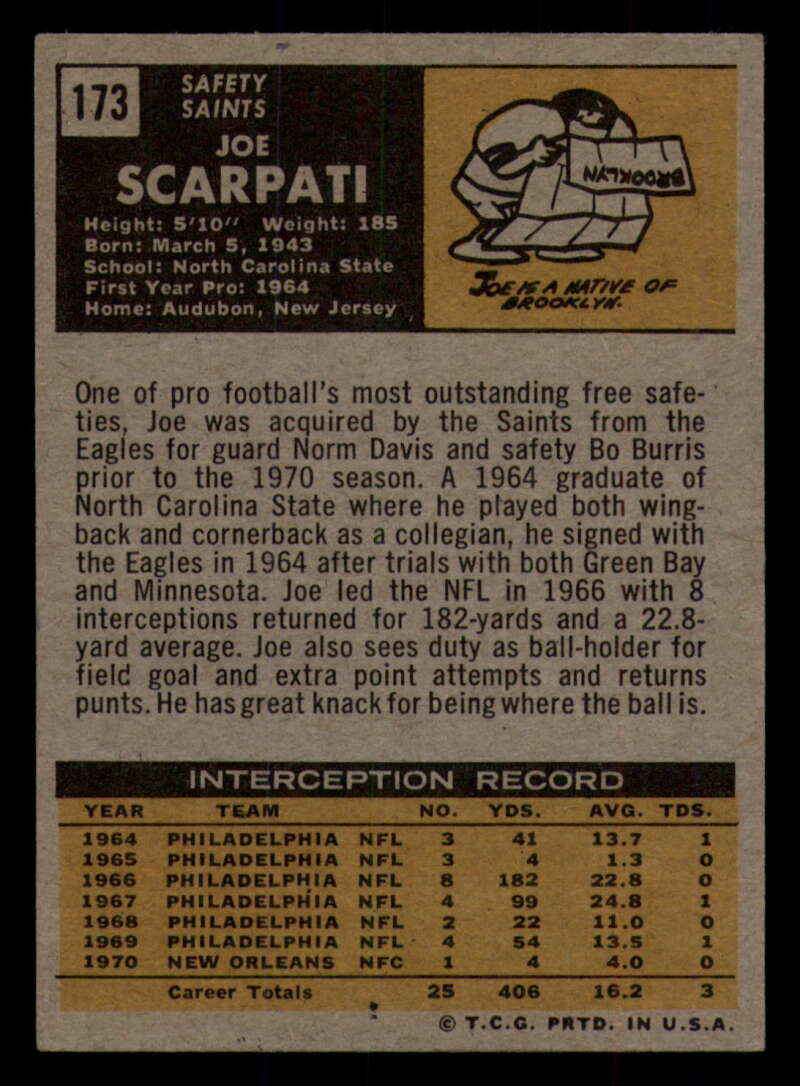 173
SAFETY
SAINTS
JOE
SCARPATI
Height: 5'10" Weight: 185
Born: March 5, 1943
School: North Carolina State
First Year Pro: 1964
Home: Audubon, New Jersey
BROOKLYN
JOE IS A NATIVE OF
BROOKLYN.
One of pro football's most outstanding free safe-
ties, Joe was acquired by the Saints from the
Eagles for guard Norm Davis and safety Bo Burris
prior to the 1970 season. A 1964 graduate of
North Carolina State where he played both wing-
back and cornerback as a collegian, he signed with
the Eagles in 1964 after trials with both Green Bay
and Minnesota. Joe led the NFL in 1966 with 8
interceptions returned for 182-yards and a 22.8-
yard average. Joe also sees duty as ball-holder for
field goal and extra point attempts and returns
punts. He has great knack for being where the ball is.
INTERCEPTION RECORD
YEAR TEAM NO. YDS. AVG. TDS.
1964 PHILADELPHIA NFL 3 41 13.7 1
1965 PHILADELPHIA NFL 3 4 1.3 0
1966 PHILADELPHIA NFL 8 182 22.8 0
1967 PHILADELPHIA NFL 4 99 24.8 1
1968 PHILADELPHIA NFL 2 22 11.0 0
1969 PHILADELPHIA NFL 4 54 13.5 1
1970 NEW ORLEANS NFC 1 4 4.0 0
Career Totals 25 406 16.2 3
© T.C.G. PRTD. IN U.S.A.